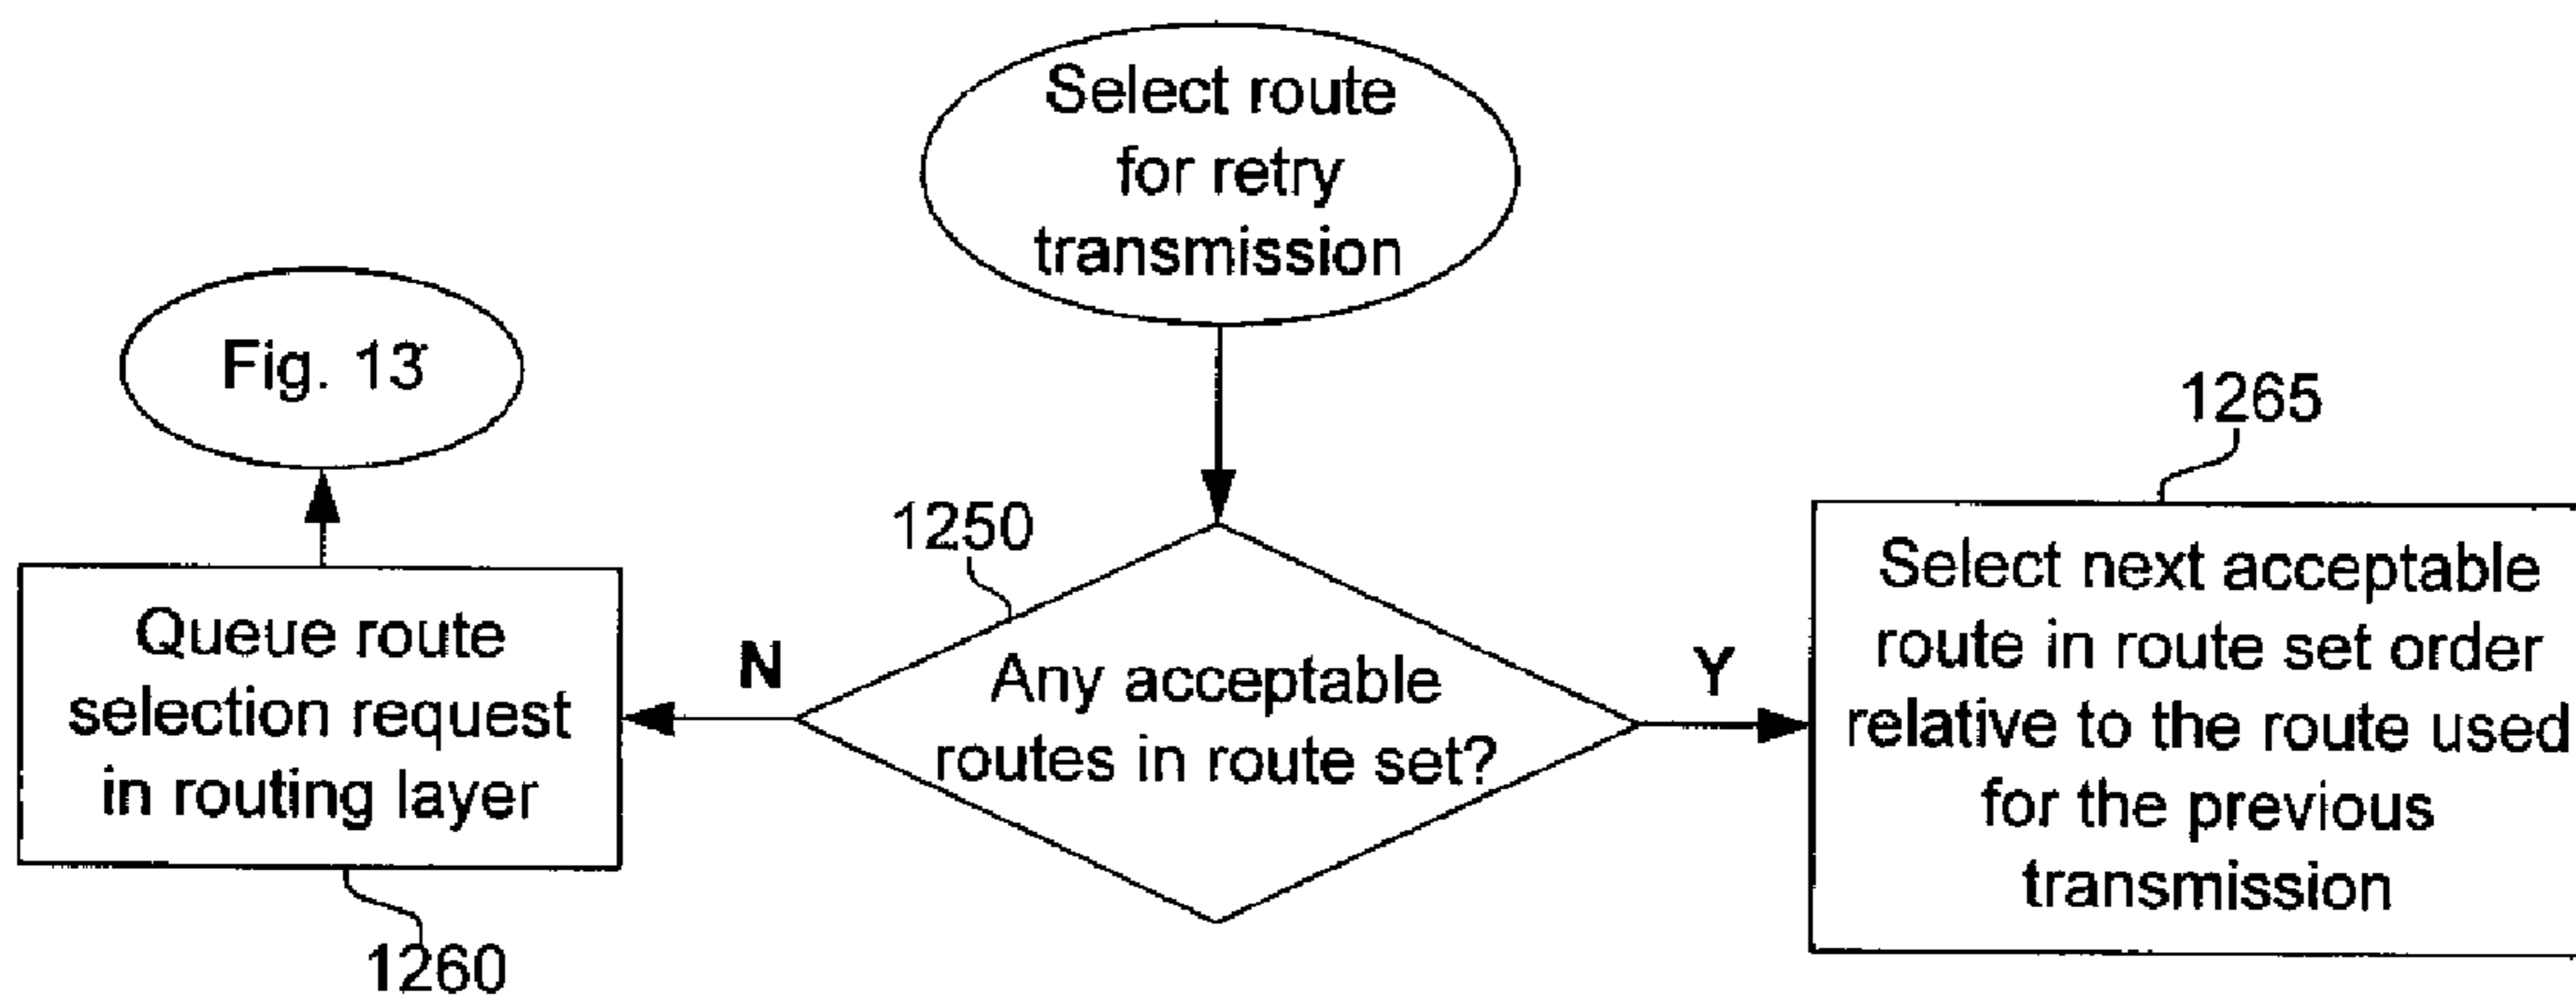 Select route
for retry
transmission
Fig. 13
1265
1250
Queue route
selection request
in routing layer
N
Any acceptable
routes in route set?
Y
Select next acceptable
route in route set order
relative to the route used
for the previous
transmission
1260